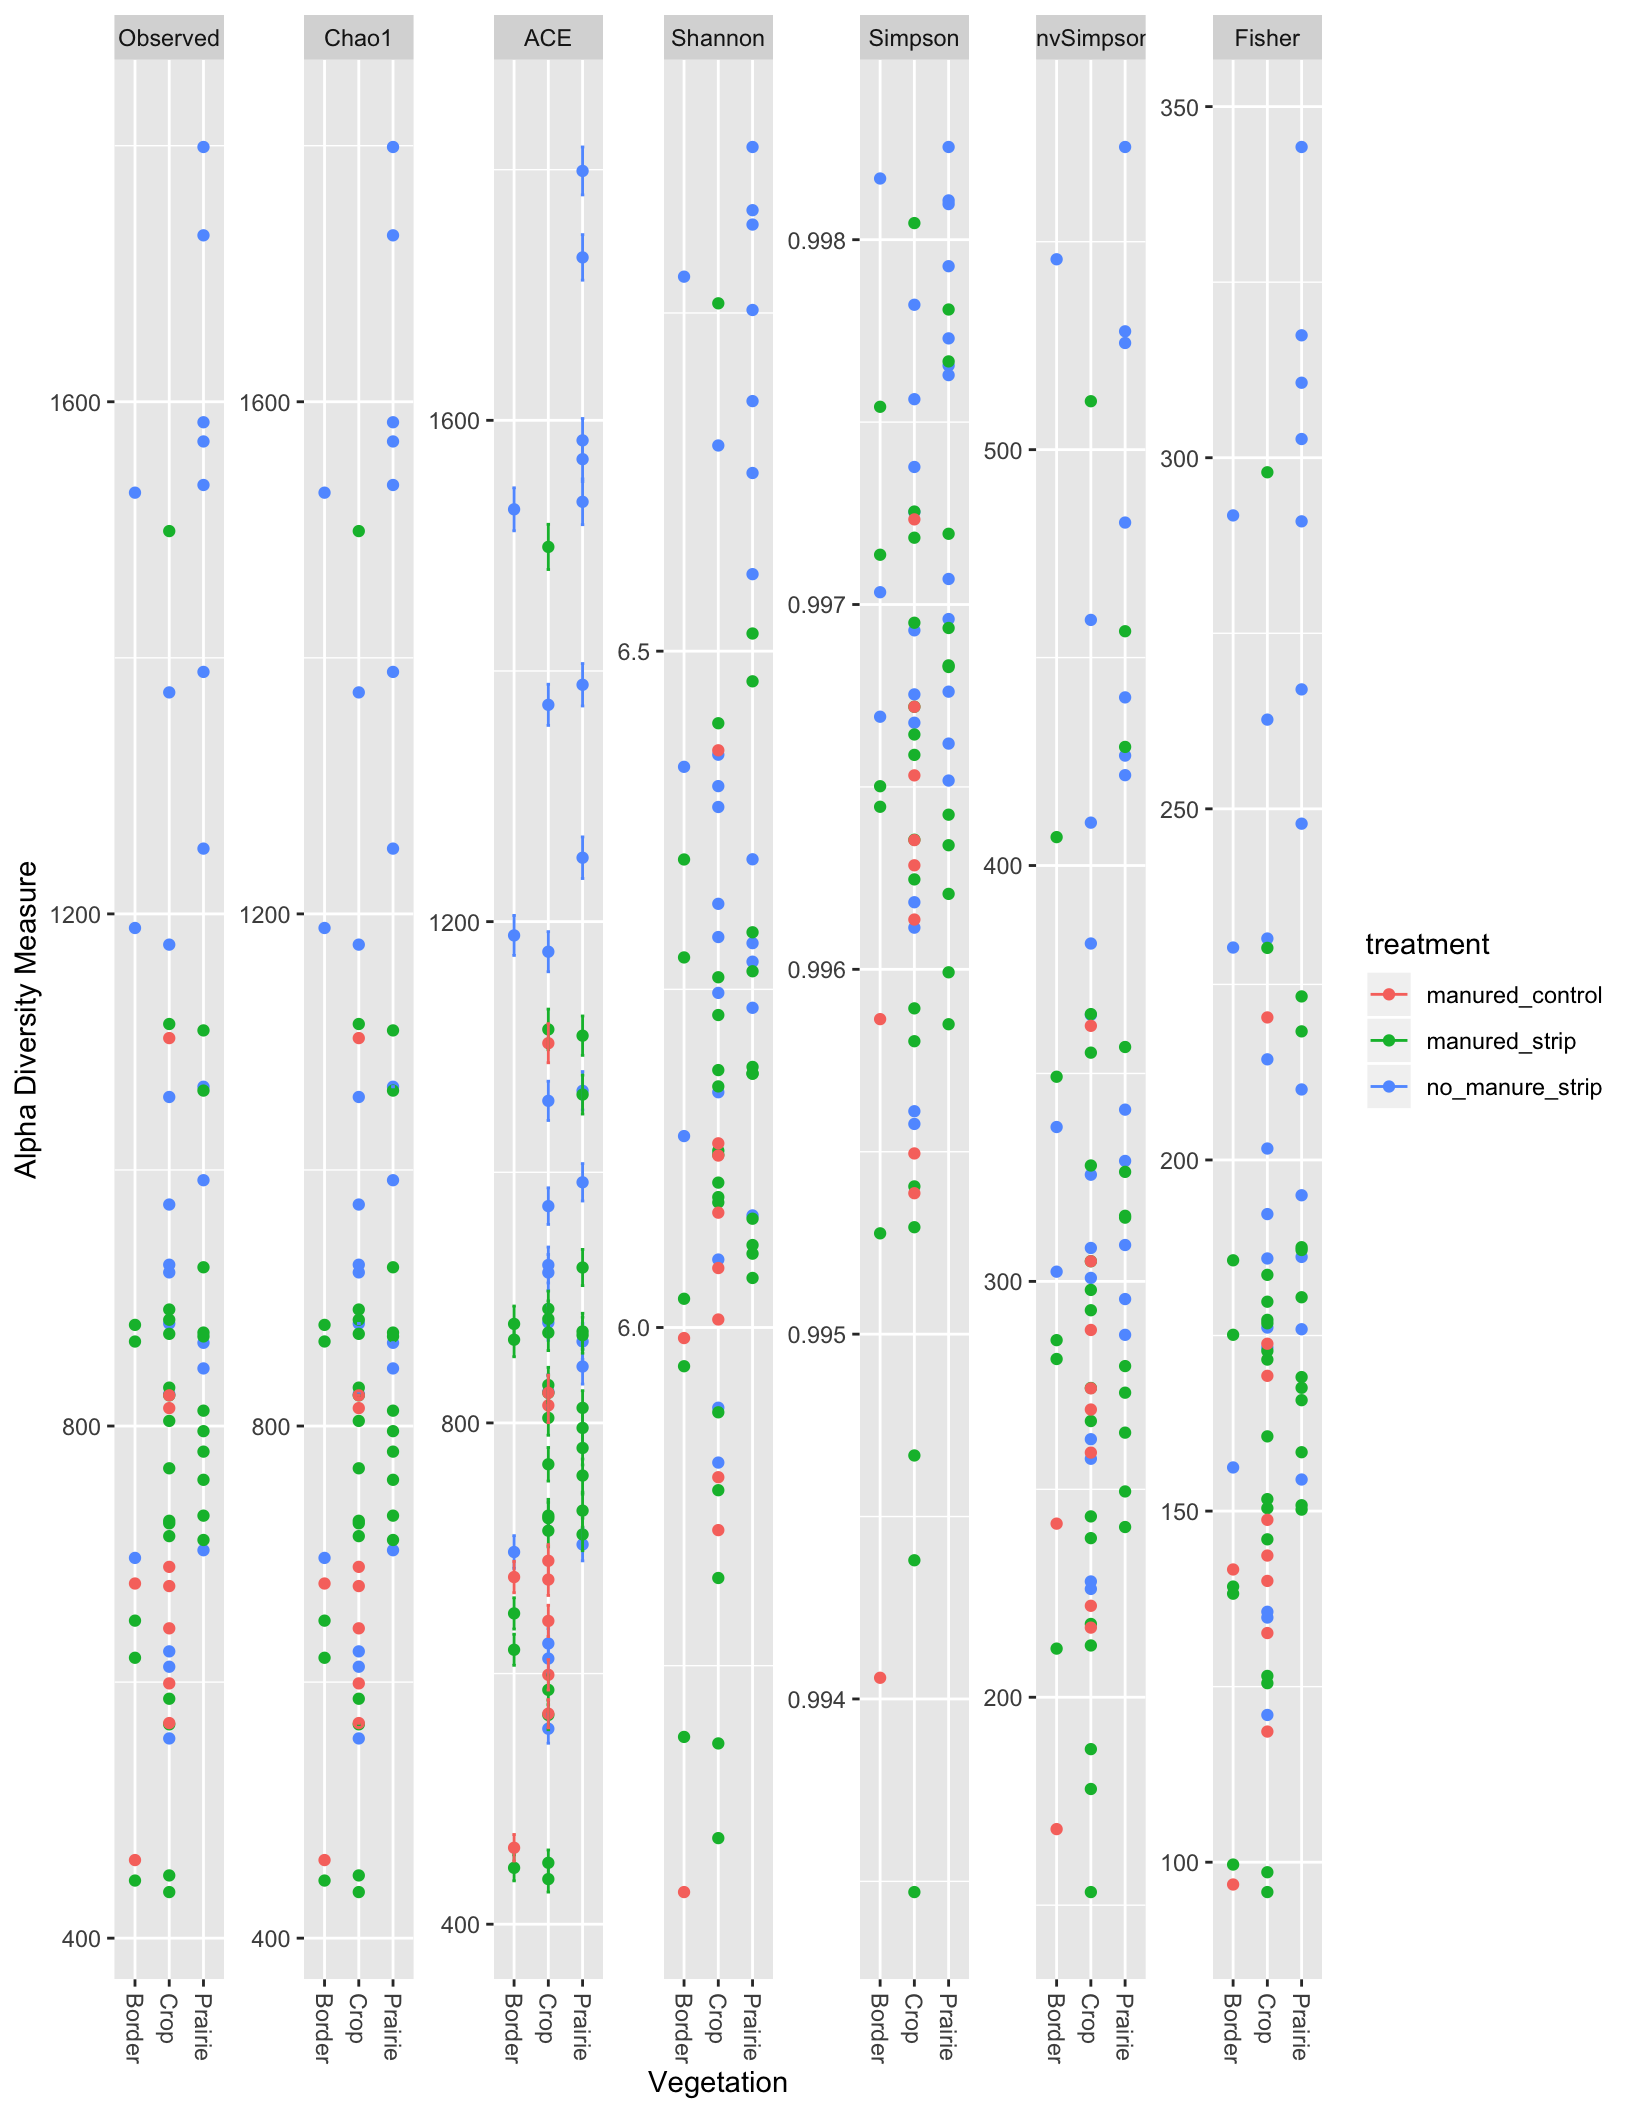 Observed Chao1 ACE Shannon Simpson nvSimpson Fisher
Alpha Diversity Measure
1600
1200
800
400
1600
1200
800
400
1600
1200
800
400
6.5
6.0
0.998
0.997
0.996
0.995
0.994
500
400
300
200
350
300
250
200
150
100
Border Crop Prairie
Border Crop Prairie
Border Crop Prairie
Border Crop Prairie
Border Crop Prairie
Border Crop Prairie
Border Crop Prairie
Vegetation
treatment
manured_control
manured_strip
no_manure_strip